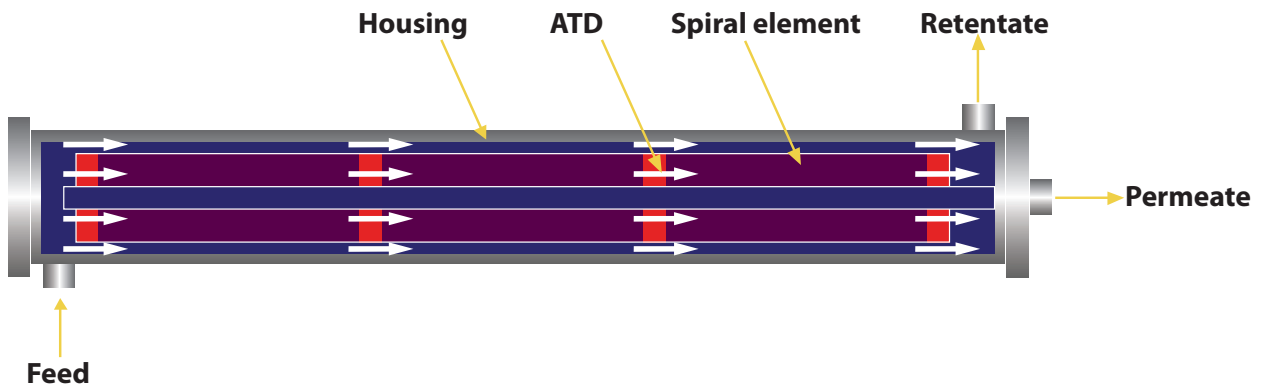 Housing
ATD
Spiral element
Retentate
Permeate
Feed